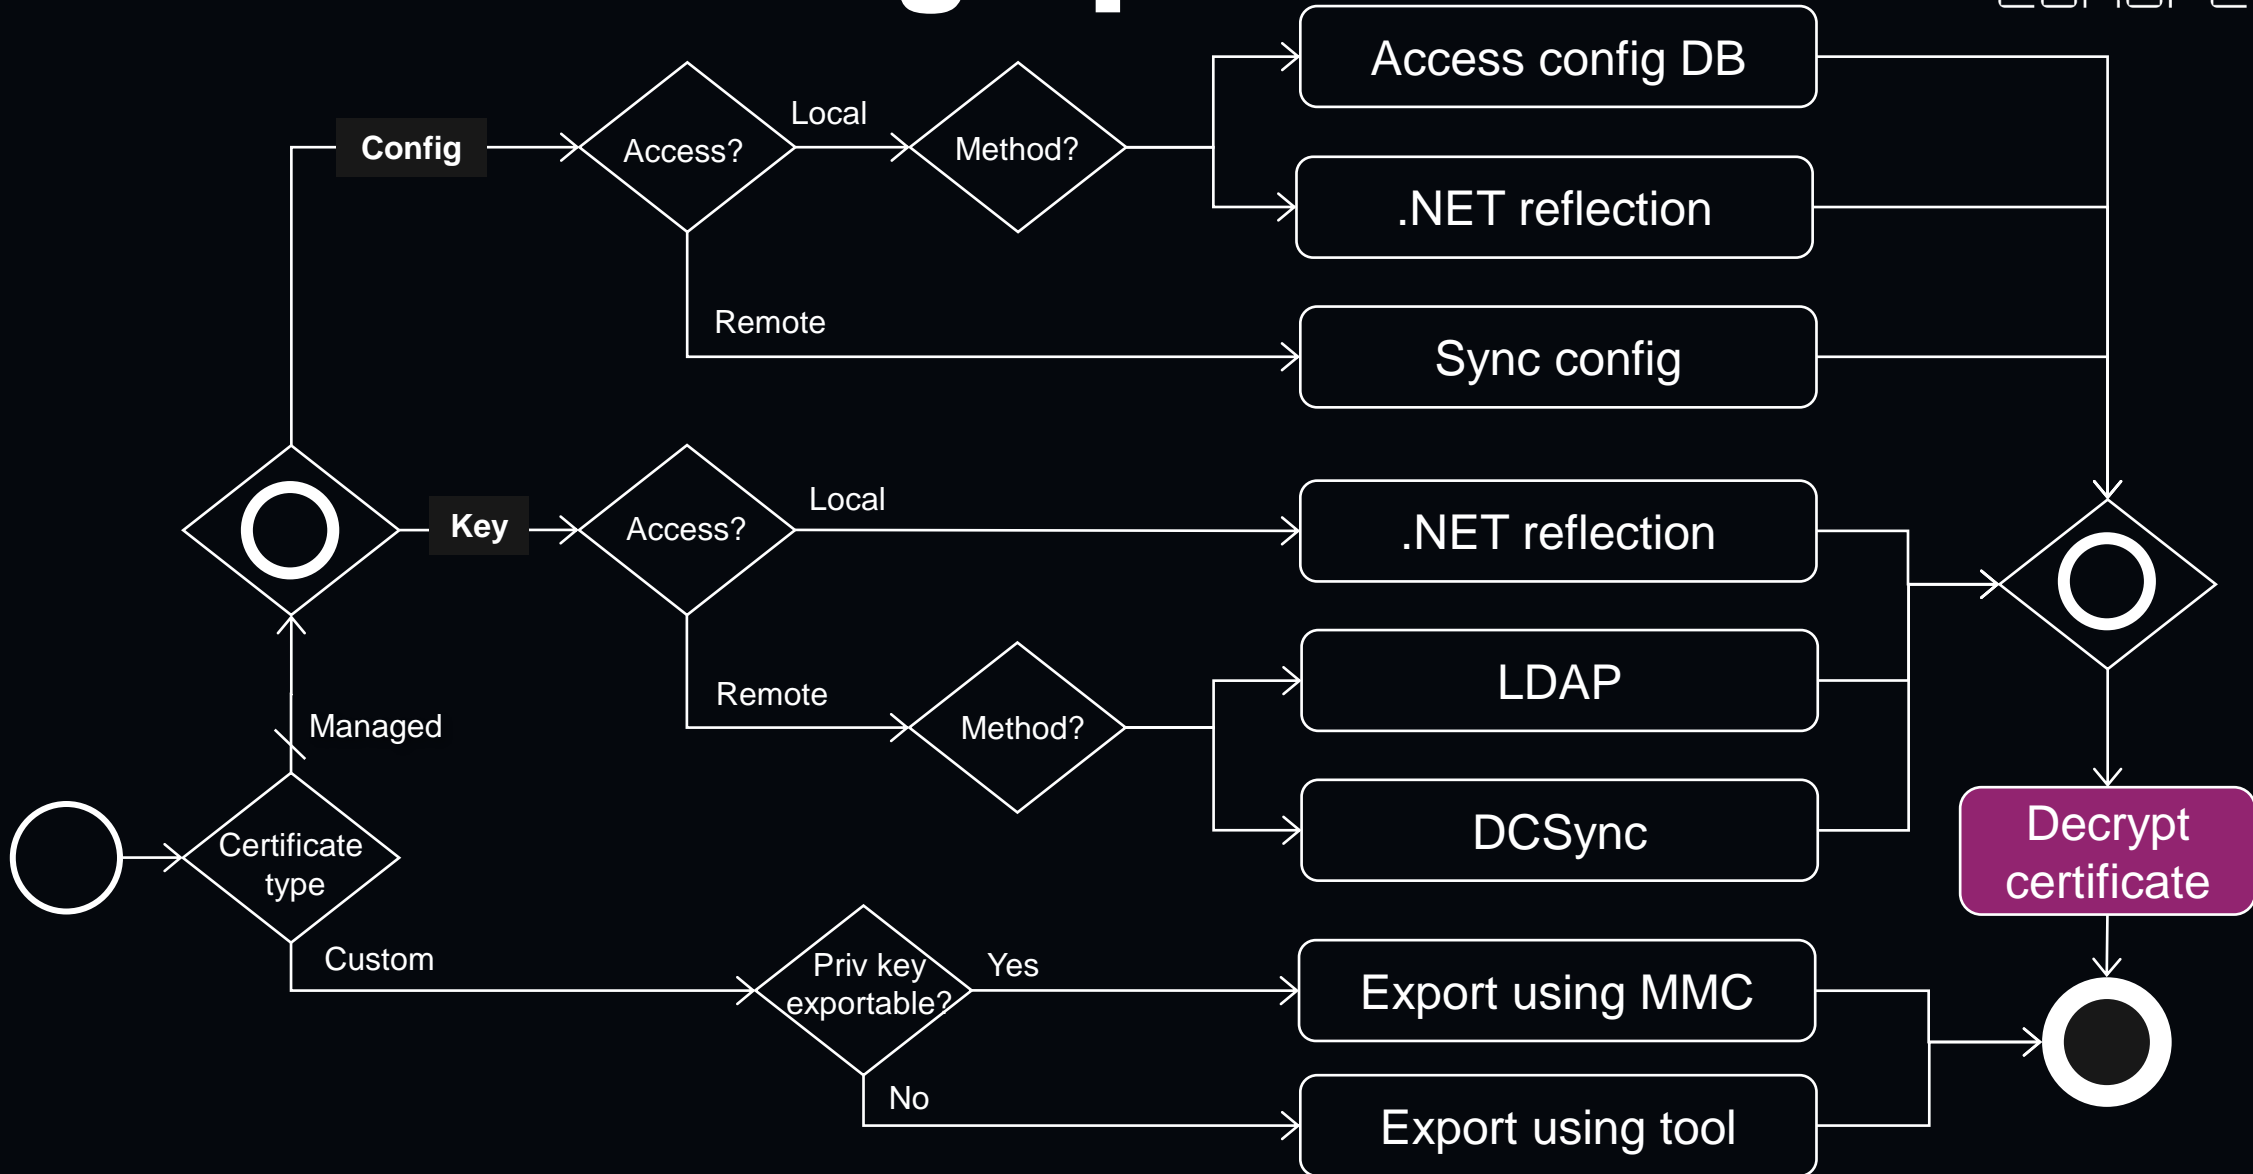 Access config DB
Local
Config
Access?
Method?
.NET reflection
Remote
Sync config
Local
Key
Access?
.NET reflection
LDAP
Remote
Managed
Method?
Decrypt
certificate
DCSync
Certificate
type
Custom
Priv key
exportable?
Yes
Export using MMC
No
Export using tool